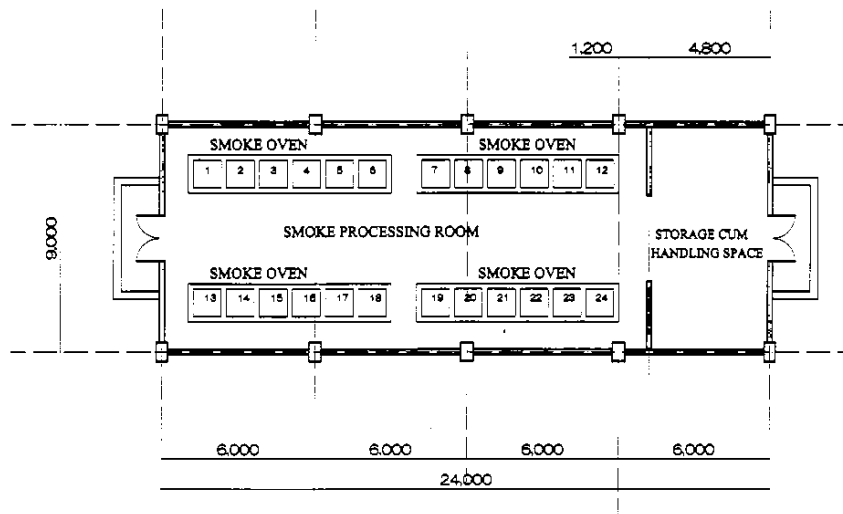 1,200 4,800
SMOKE OVEN SMOKE OVEN
1 2 3 4 5 6 7 8 9 10 11 12
9,000
SMOKE PROCESSING ROOM
STORAGE CUM
HANDLING SPACE
SMOKE OVEN SMOKE OVEN
13 14 15 16 17 18 19 20 21 22 23 24
6,000 6,000 6,000 6,000
24,000